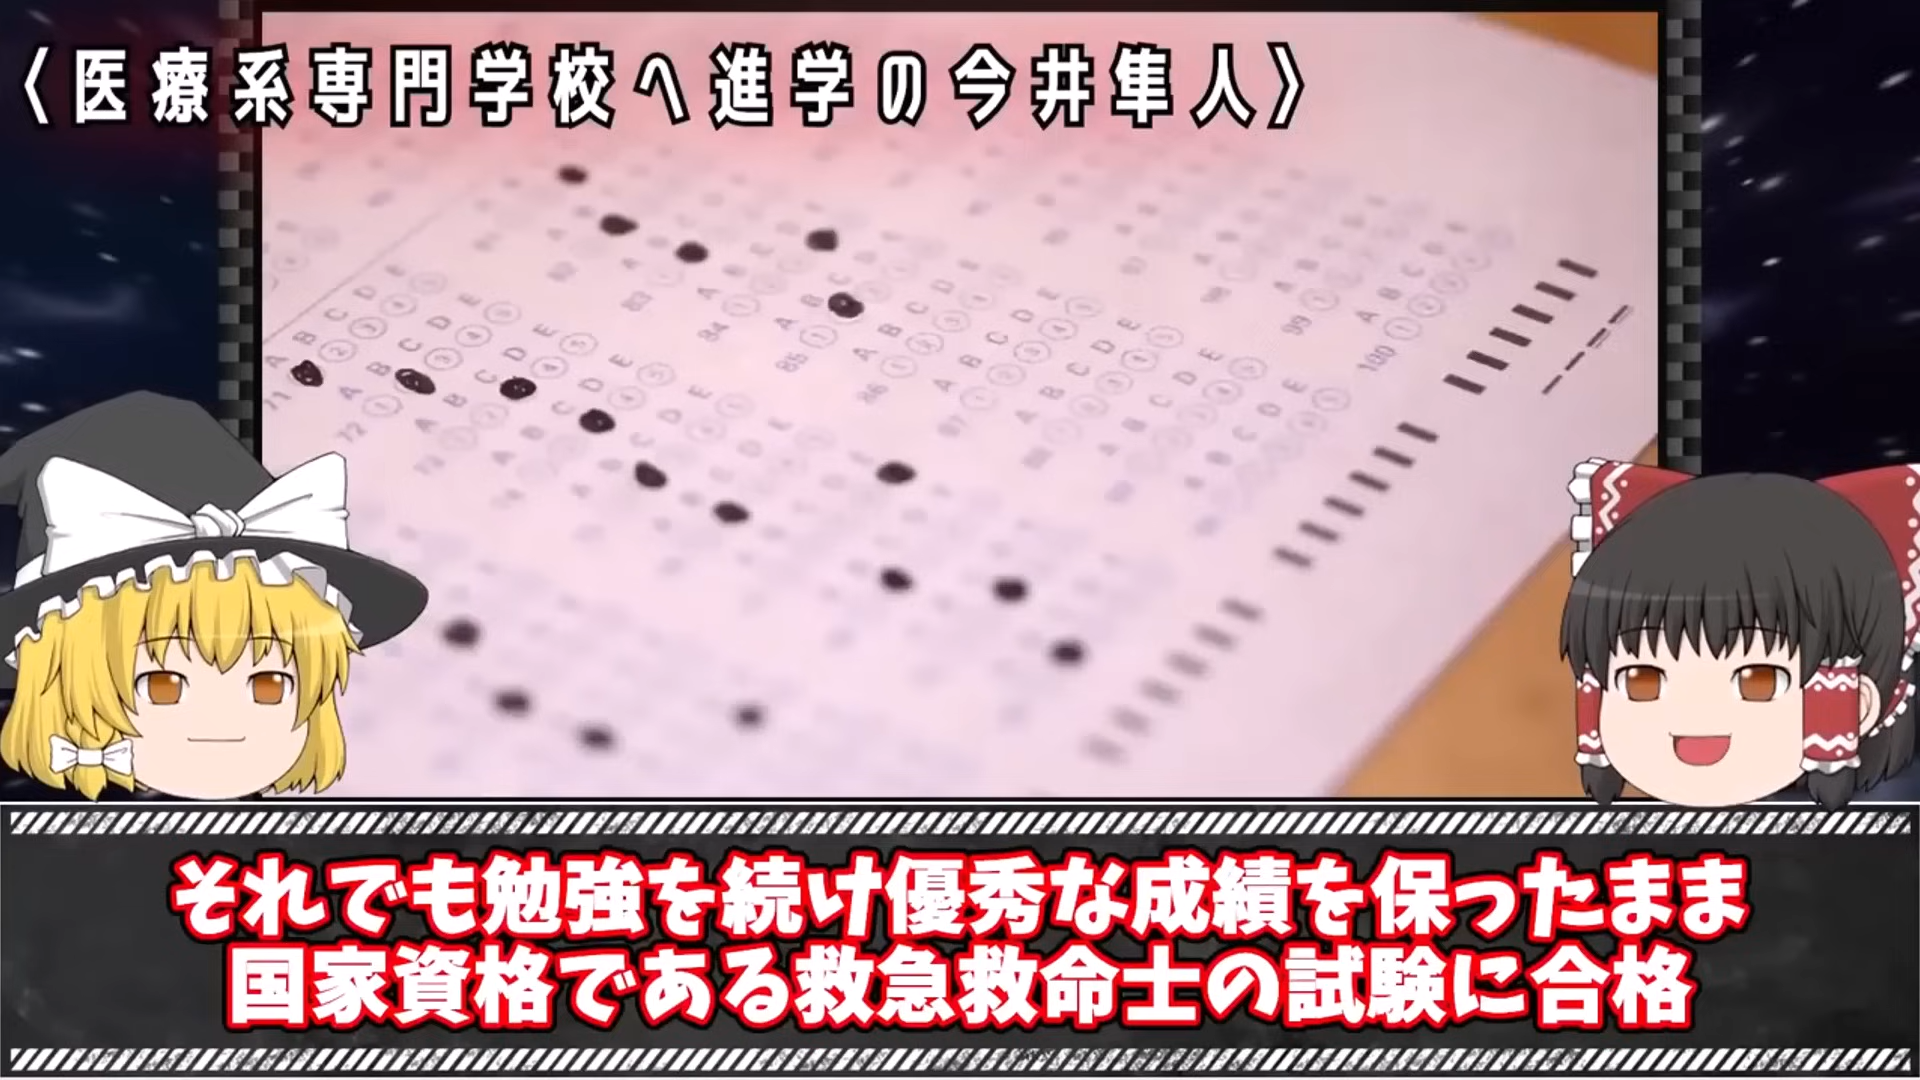 〈医療系専門学校へ進学の今井隼人〉
それでも勉強を続け優秀な成績を保ったまま
国家資格である救急救命士の試験に合格